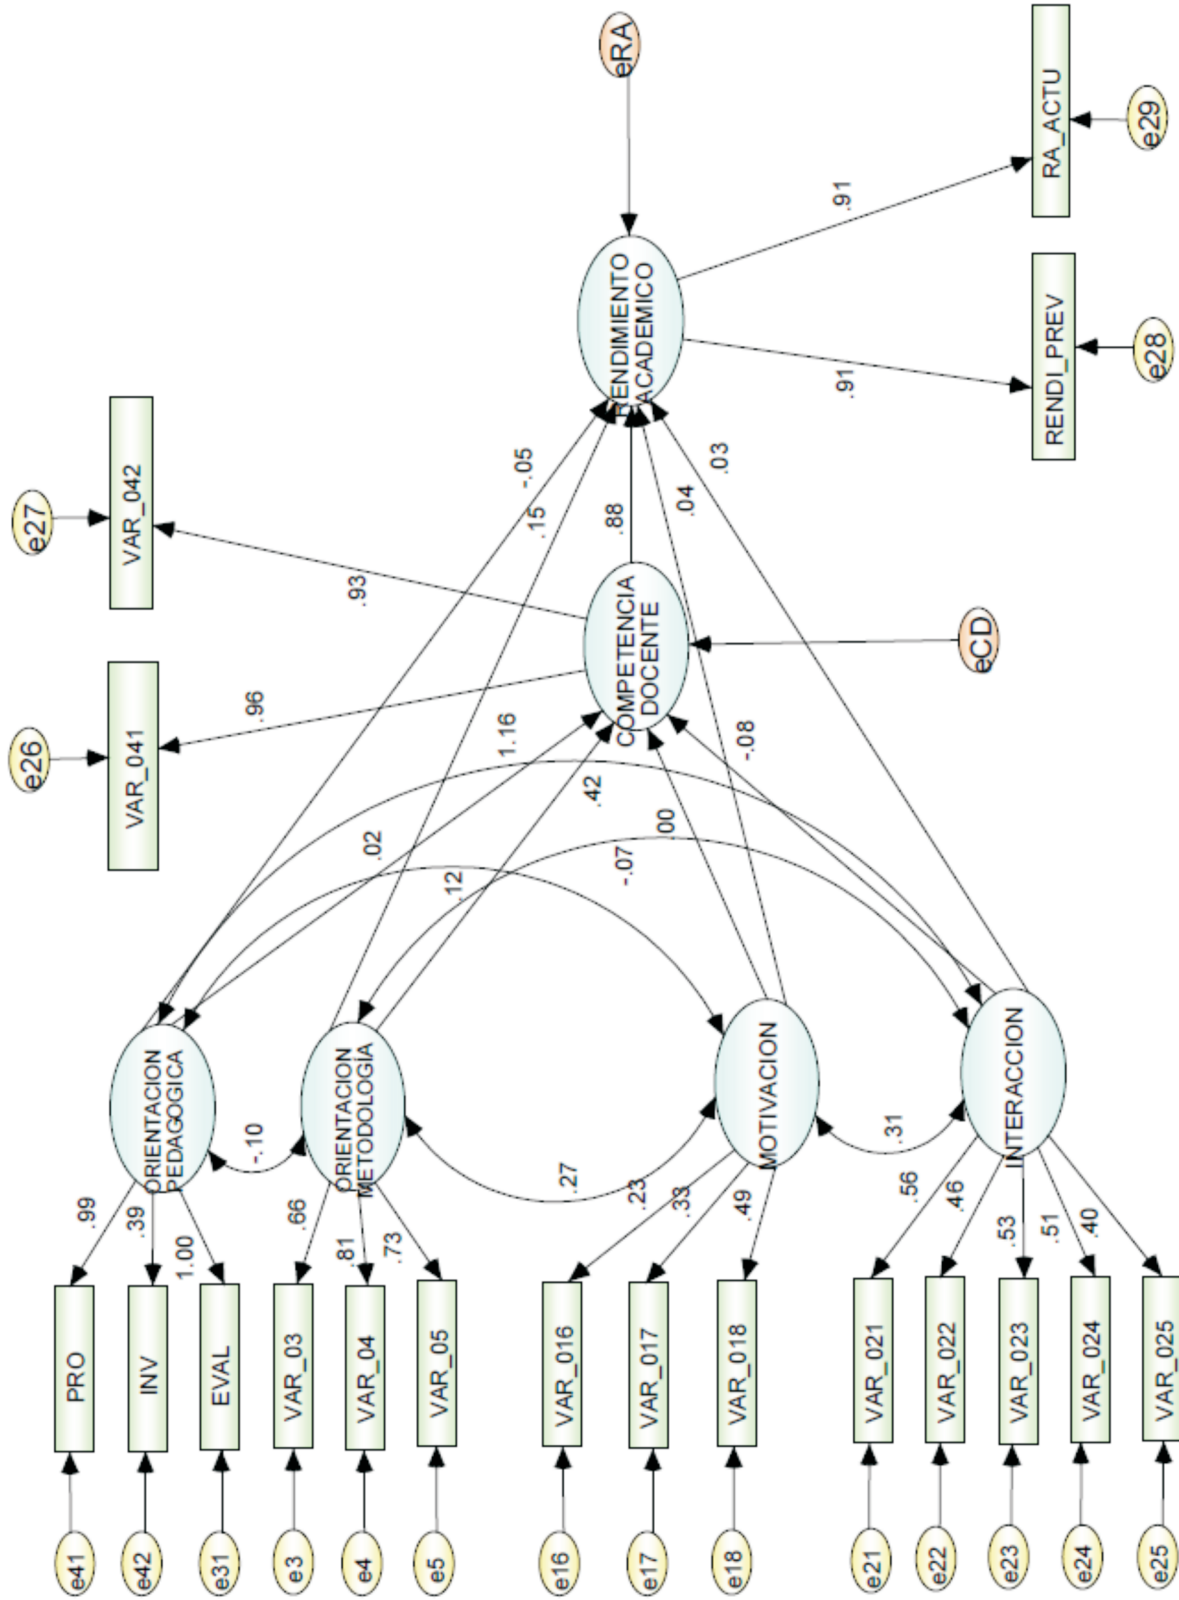 e41
e42
e31
e3
e4
e5
e16
e17
e18
e21
e22
e23
e24
e25
PRO
INV
EVAL
VAR_03
VAR_04
VAR_05
VAR_016
VAR_017
VAR_018
VAR_021
VAR_022
VAR_023
VAR_024
VAR_025
.99
.39
1.00
.66
.81
.73
.23
.33
.49
.56
.46
.53
.51
.40
ORIENTACION
PEDAGOGICA
ORIENTACION
METODOLOGÍA
MOTIVACION
INTERACCION
-.10
.27
.31
.02
.12
-.07
.00
1.16
.42
-.08
e26
VAR_041
.96
e27
VAR_042
.93
COMPETENCIA
DOCENTE
eCD
-.05
.15
.88
.04
.03
RENDIMIENTO
ACADEMICO
eRA
.91
.91
RENDI_PREV
RA_ACTU
e28
e29